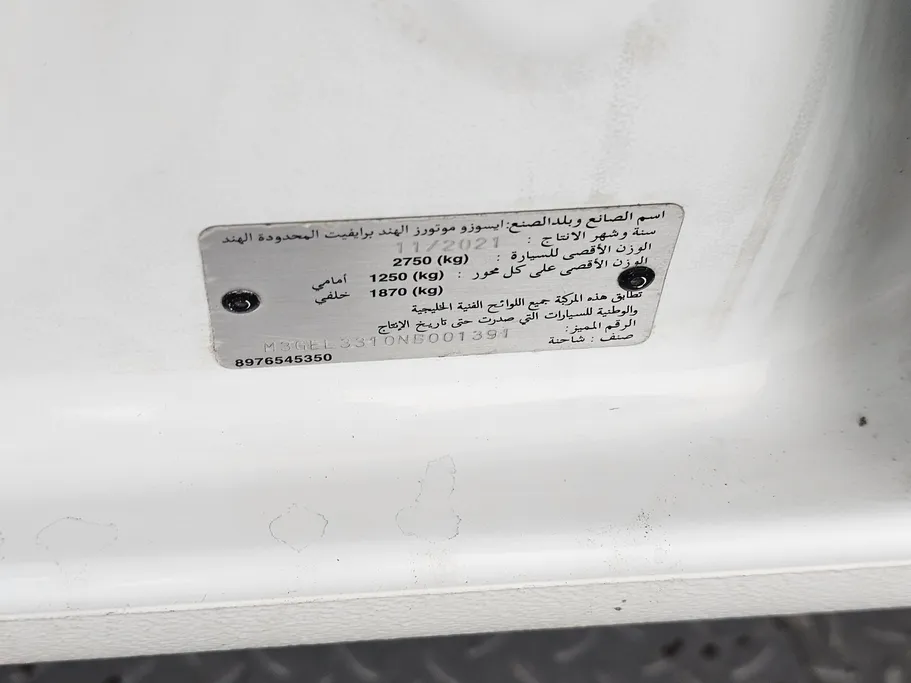 اسم الصانع وبلد الصنع: ايسوزو موتورز الهند برايفيت المحدودة الهند
سنة وشهر الانتاج : 11/2021
الوزن الأقصى للسيارة : 2750 (kg)
الوزن الأقصى على كل محور : 1250 (kg) أمامي
1870 (kg) خلفي
تطابق هذه المركبة جميع اللوائح الفنية الخليجية
والوطنية للسيارات التي صدرت حتى تاريخ الإنتاج
الرقم المميز:
صنف : شاحنة
8976545350